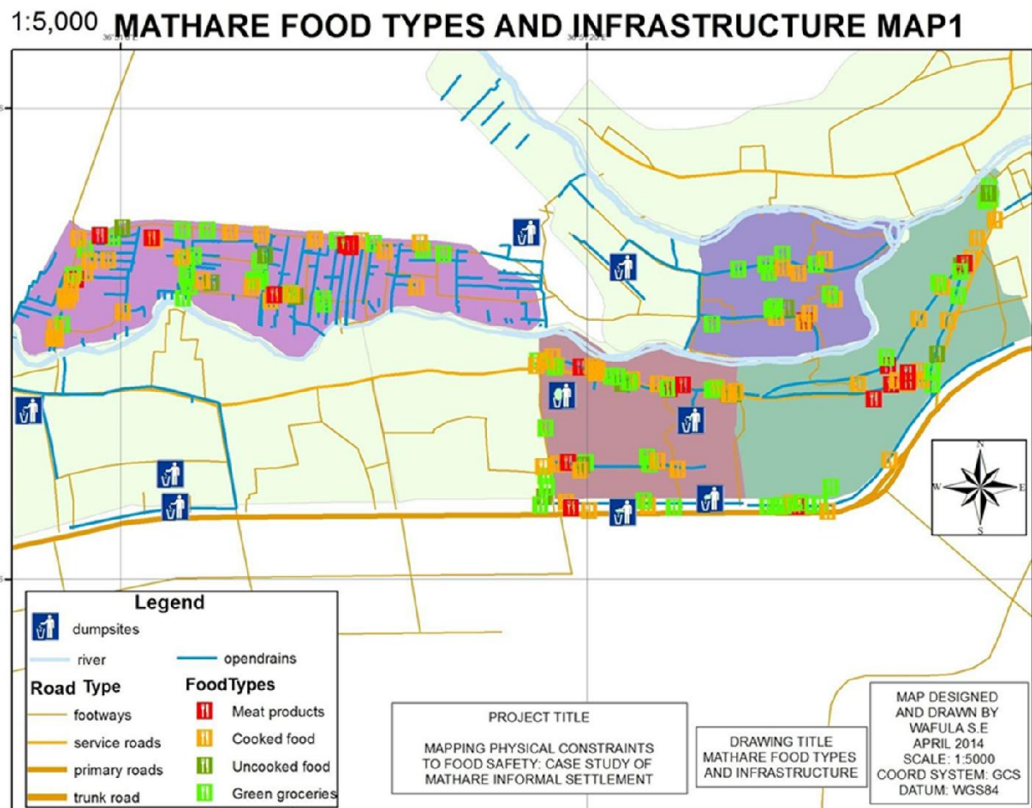 1:5,000 MATHARE FOOD TYPES AND INFRASTRUCTURE MAP1
N
W E
S
Legend
dumpsites
river opendrains
Road Type FoodTypes
footways Meat products
service roads Cooked food
primary roads Uncooked food
trunk road Green groceries
PROJECT TITLE
MAPPING PHYSICAL CONSTRAINTS
TO FOOD SAFETY: CASE STUDY OF
MATHARE INFORMAL SETTLEMENT
DRAWING TITLE
MATHARE FOOD TYPES
AND INFRASTRUCTURE
MAP DESIGNED
AND DRAWN BY
WAFULA S.E
APRIL 2014
SCALE: 1:5000
COORD SYSTEM: GCS
DATUM: WGS84